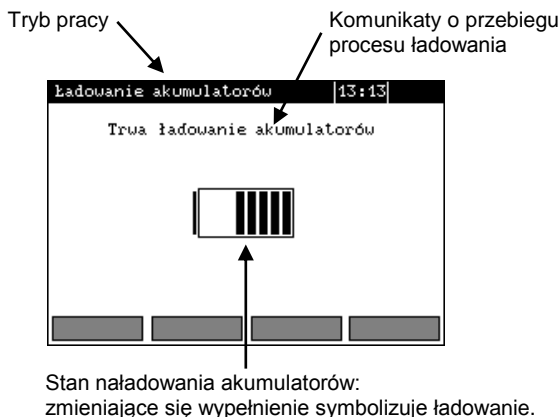 Tryb pracy
Komunikaty o przebiegu
procesu ładowania
Ładowanie akumulatorów 13:13
Trwa ładowanie akumulatorów
Stan naładowania akumulatorów:
zmieniające się wypełnienie symbolizuje ładowanie.